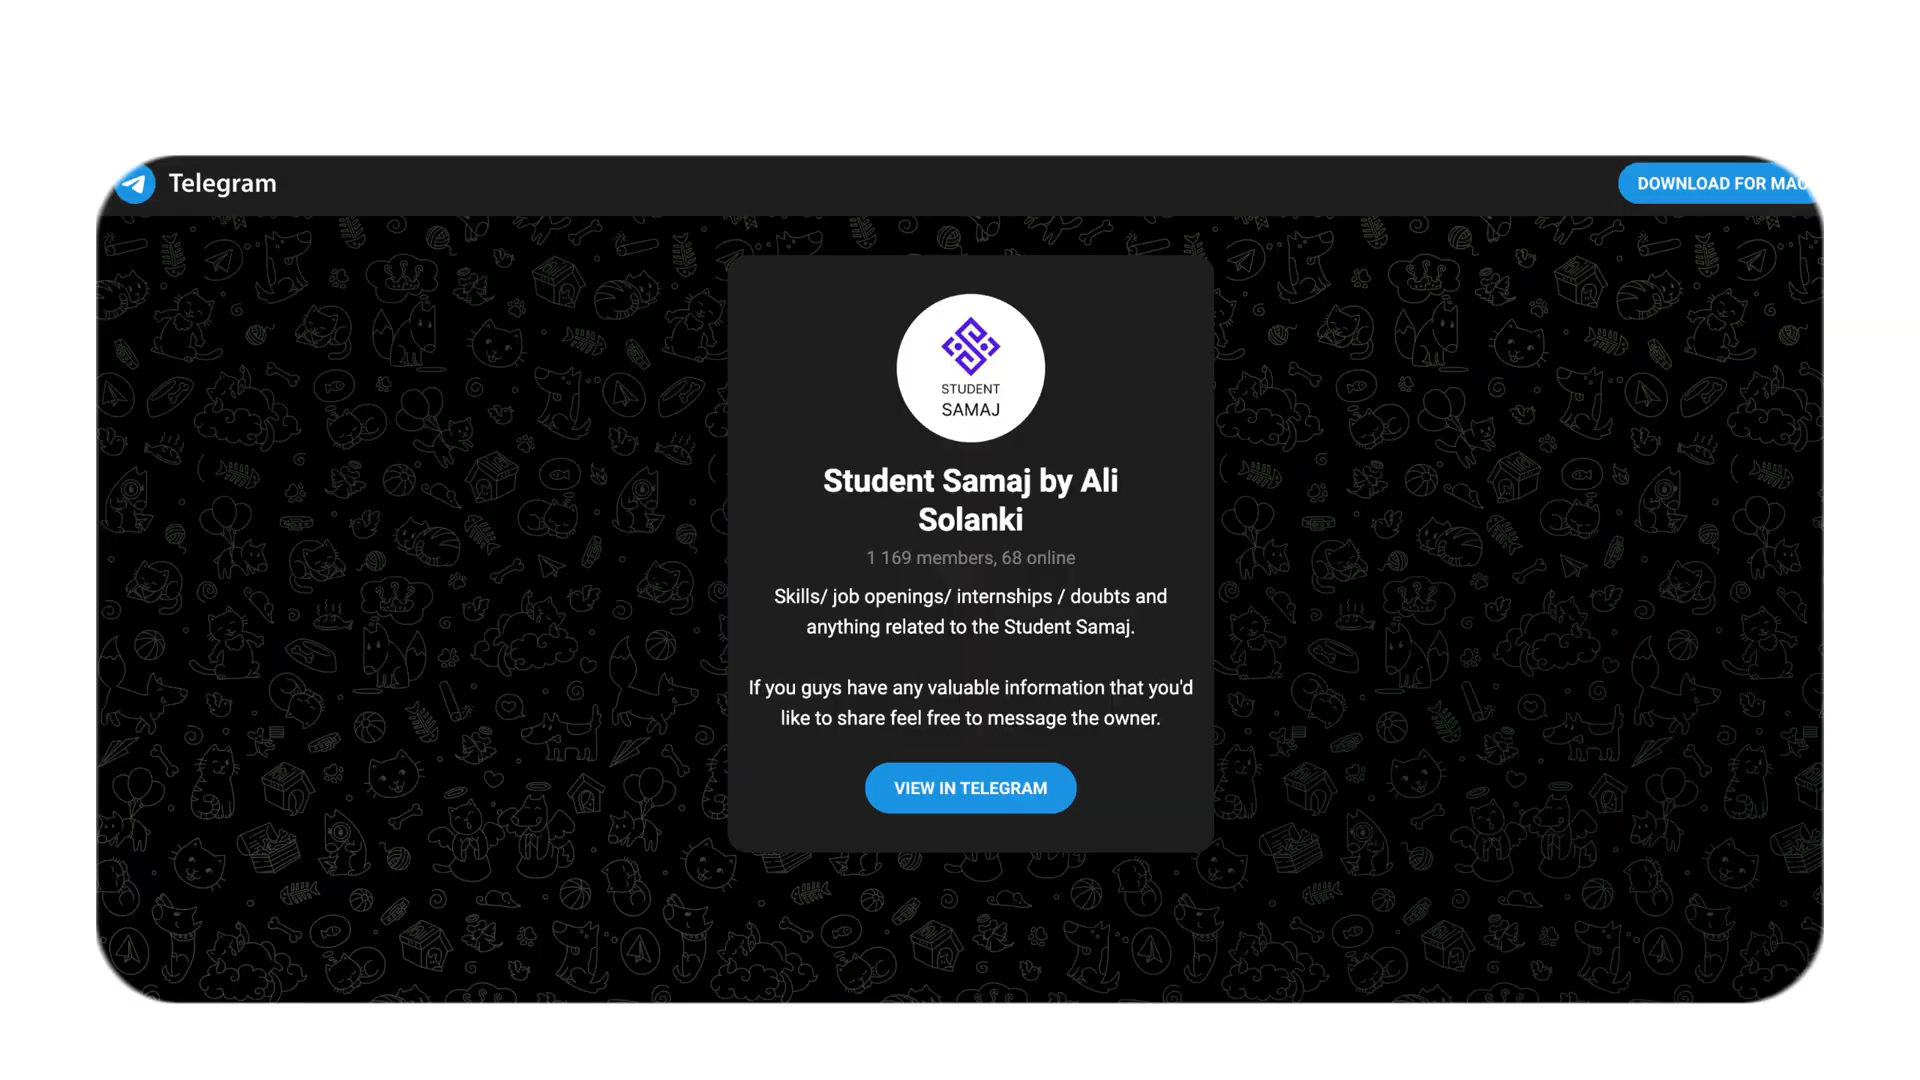 Telegram
DOWNLOAD FOR MAC
STUDENT
SAMAJ
Student Samaj by Ali
Solanki
1 169 members, 68 online
Skills/ job openings/ internships / doubts and
anything related to the Student Samaj.
If you guys have any valuable information that you'd
like to share feel free to message the owner.
VIEW IN TELEGRAM